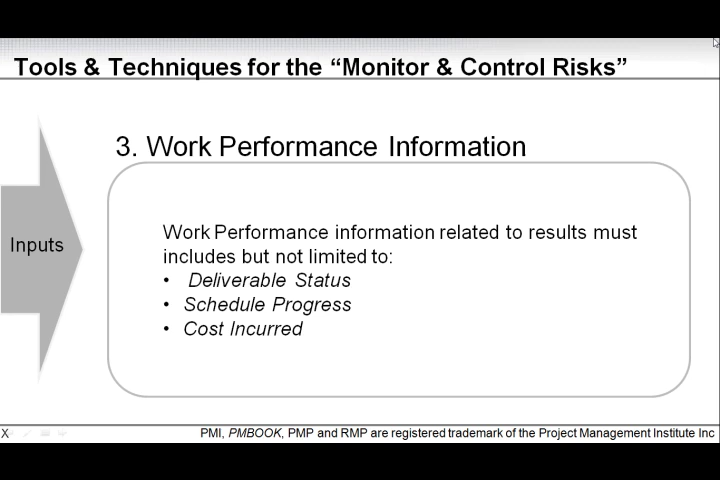 Tools & Techniques for the “Monitor & Control Risks”
3. Work Performance Information
Inputs
Work Performance information related to results must
includes but not limited to:
• Deliverable Status
• Schedule Progress
• Cost Incurred
X
PMI, PMBOOK, PMP and RMP are registered trademark of the Project Management Institute Inc